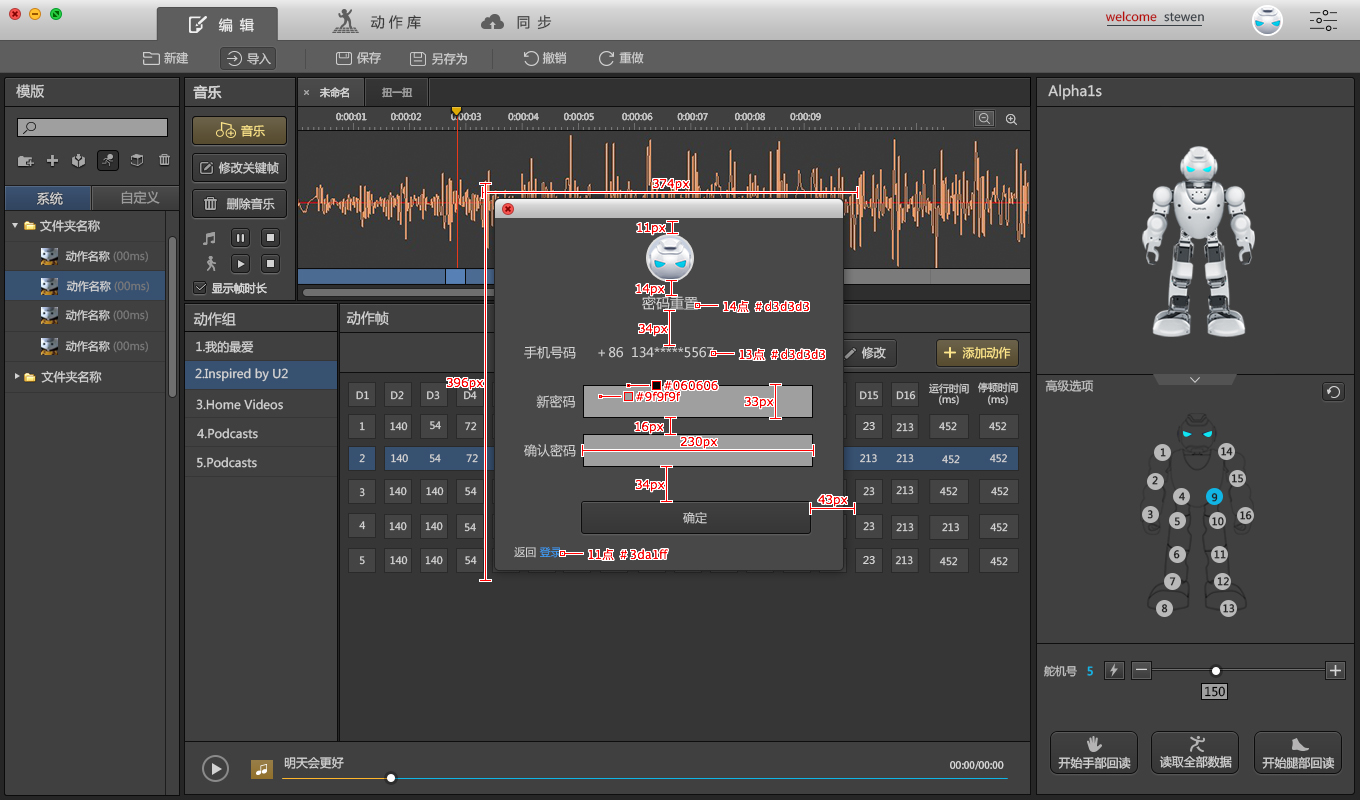 编 辑
动 作 库
同 步
welcome stewen
新建
导入
保存
另存为
撤销
重做
模版
系统
自定义
文件夹名称
动作名称 (00ms)
动作名称 (00ms)
动作名称 (00ms)
动作名称 (00ms)
文件夹名称
音乐
音乐
修改关键帧
删除音乐
显示帧时长
× 未命名
扭一扭
0:00:01 0:00:02 0:00:03 0:00:04 0:00:05 0:00:06 0:00:07 0:00:08 0:00:09
动作组
1.我的最爱
2.Inspired by U2
3.Home Videos
4.Podcasts
5.Podcasts
动作帧
修改
添加动作
D1 D2 D3 D4 D15 D16 运行时间 (ms) 停顿时间 (ms)
1 140 54 72 23 213 452 452
2 140 54 72 213 213 452 452
3 140 140 54 23 213 452 452
4 140 140 54 23 213 213 452
5 140 140 54 23 213 452 452
374px
11px
14px
密码重置
14点 # d3d3d3
34px
手机号码 +86 134*****5567
13点 # d3d3d3
396px
#060606
#9f9f9f
新密码
33px
16px
确认密码
230px
34px
43px
确定
返回 登录
11点 # 3da1ff
明天会更好
00:00/00:00
Alpha1s
高级选项
1
14
2
15
4
9
3
5
10
16
6
11
7
12
8
13
舵机号 5
150
开始手部回读
读取全部数据
开始腿部回读